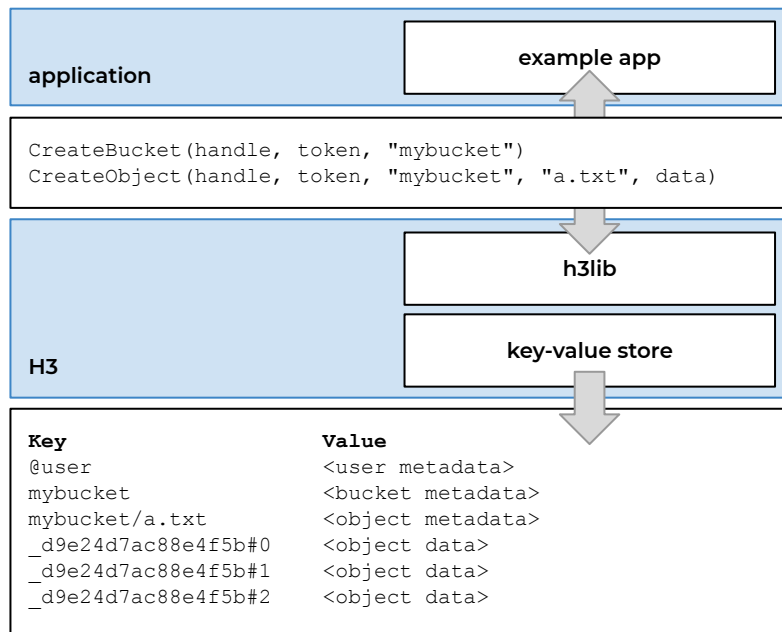 example app
application
CreateBucket(handle, token, "mybucket")
CreateObject(handle, token, "mybucket", "a.txt", data)
h3lib
key-value store
H3
Key Value
@user <user metadata>
mybucket <bucket metadata>
mybucket/a.txt <object metadata>
_d9e24d7ac88e4f5b#0 <object data>
_d9e24d7ac88e4f5b#1 <object data>
_d9e24d7ac88e4f5b#2 <object data>